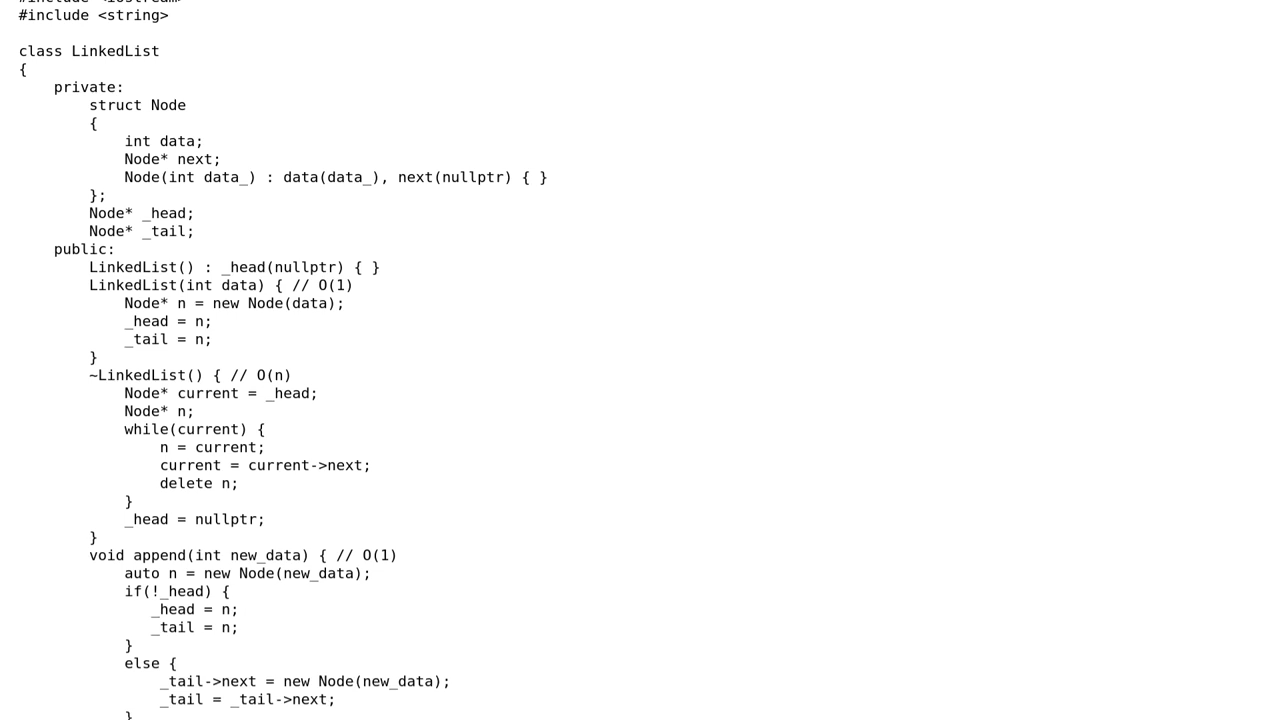 #include <iostream>
#include <string>
class LinkedList
{
private:
struct Node
{
int data;
Node* next;
Node(int data_) : data(data_), next(nullptr) { }
};
Node* _head;
Node* _tail;
public:
LinkedList() : _head(nullptr) { }
LinkedList(int data) { // O(1)
Node* n = new Node(data);
_head = n;
_tail = n;
}
~LinkedList() { // O(n)
Node* current = _head;
Node* n;
while(current) {
n = current;
current = current->next;
delete n;
}
_head = nullptr;
}
void append(int new_data) { // O(1)
auto n = new Node(new_data);
if(!_head) {
_head = n;
_tail = n;
}
else {
_tail->next = new Node(new_data);
_tail = _tail->next;
}